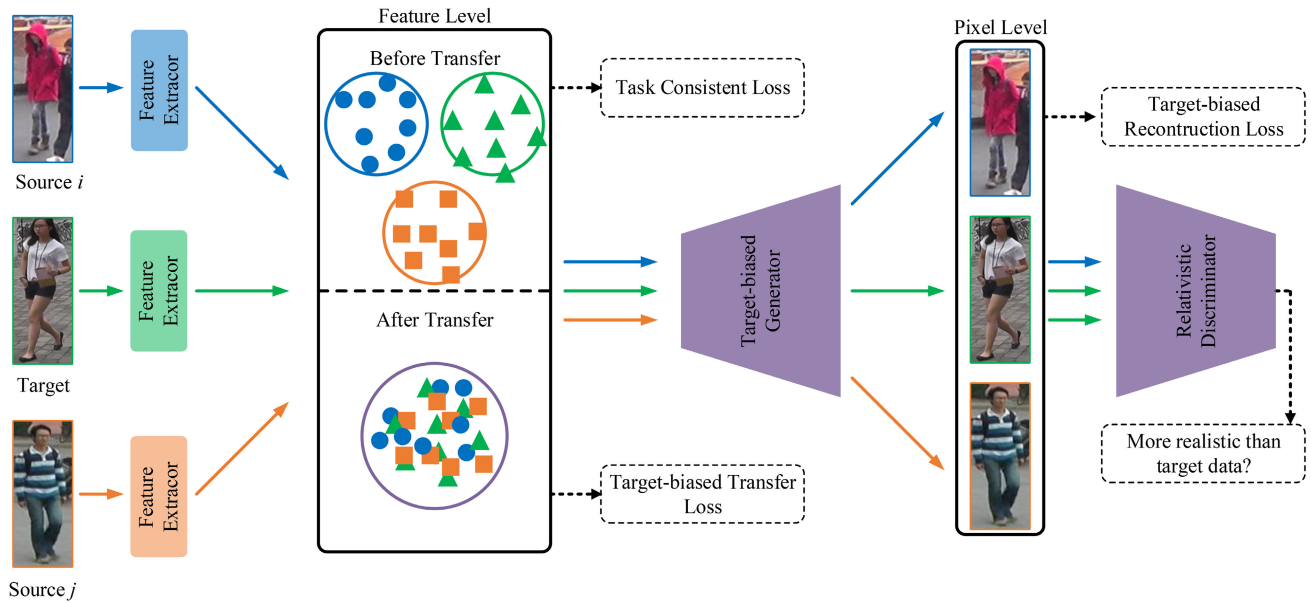 Feature Level
Pixel Level
Before Transfer
Feature
Extracor
Task Consistent Loss
Target-biased
Recontruction Loss
Source i
Feature
Extracor
Target-biased
Generator
Relativistic
Discriminator
After Transfer
Target
Feature
Extracor
More realistic than
target data?
Target-biased Transfer
Loss
Source j